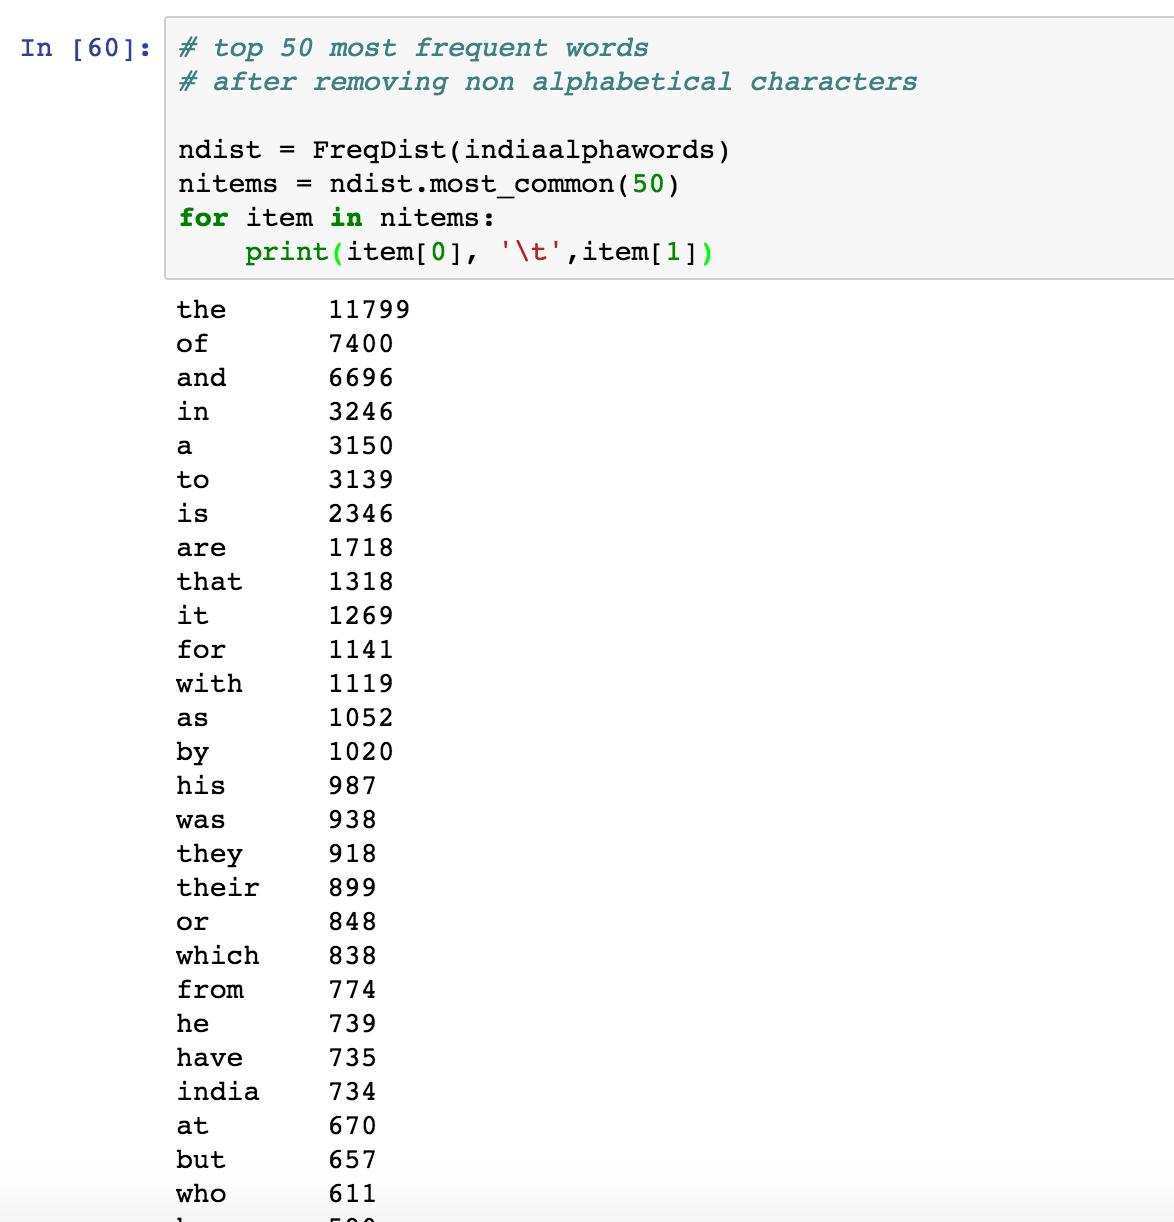 In [60]:
# top 50 most frequent words
# after removing non alphabetical characters
ndist = FreqDist(indiaalphawords)
nitems = ndist.most_common(50)
for item in nitems:
    print(item[0], '\t',item[1])
the 11799
of 7400
and 6696
in 3246
a 3150
to 3139
is 2346
are 1718
that 1318
it 1269
for 1141
with 1119
as 1052
by 1020
his 987
was 938
they 918
their 899
or 848
which 838
from 774
he 739
have 735
india 734
at 670
but 657
who 611